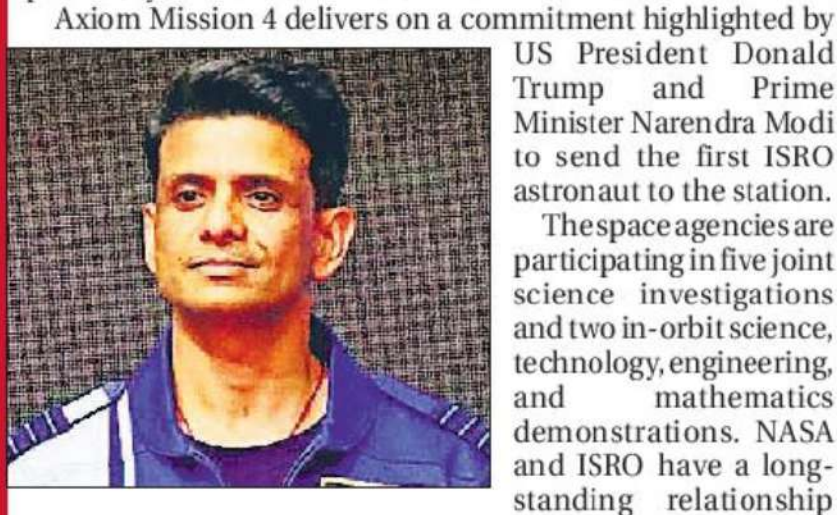 Axiom Mission 4 delivers on a commitment highlighted by
US President Donald
Trump and Prime
Minister Narendra Modi
to send the first ISRO
astronaut to the station.
The space agencies are
participating in five joint
science investigations
and two in-orbit science,
technology, engineering,
and mathematics
demonstrations. NASA
and ISRO have a long-
standing relationship